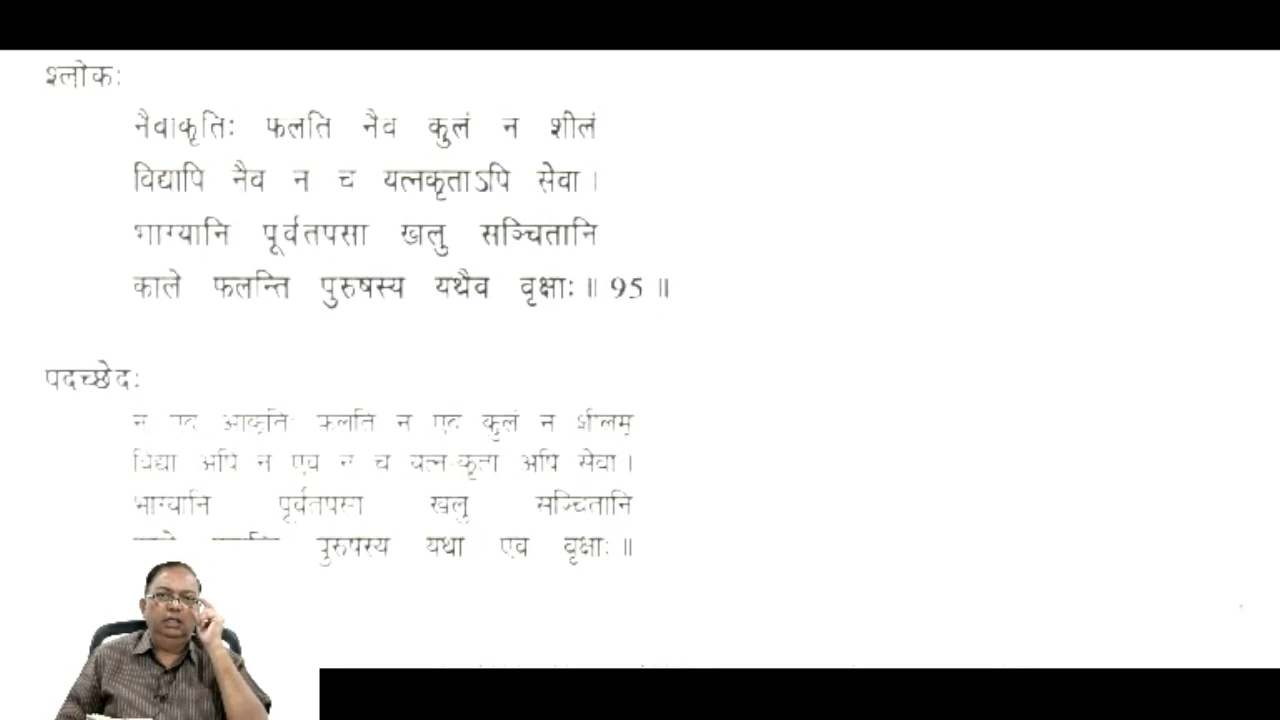 श्लोकः
नैवाकृतिः फलति नैव कुलं न शीलं
विद्यापि नैव न च यत्नकृताऽपि सेवा ।
भाग्यानि पूर्वतपसा खलु सञ्चितानि
काले फलन्ति पुरुषस्य यथैव वृक्षाः ॥ 95 ॥
पदच्छेदः
न एव आकृतिः फलति न एव कुलं न शीलम्
विद्या अपि न एव न च यत्न-कृता अपि सेवा ।
भाग्यानि पूर्वतपसा खलु सञ्चितानि
पुरुषस्य यथा एव वृक्षाः ॥